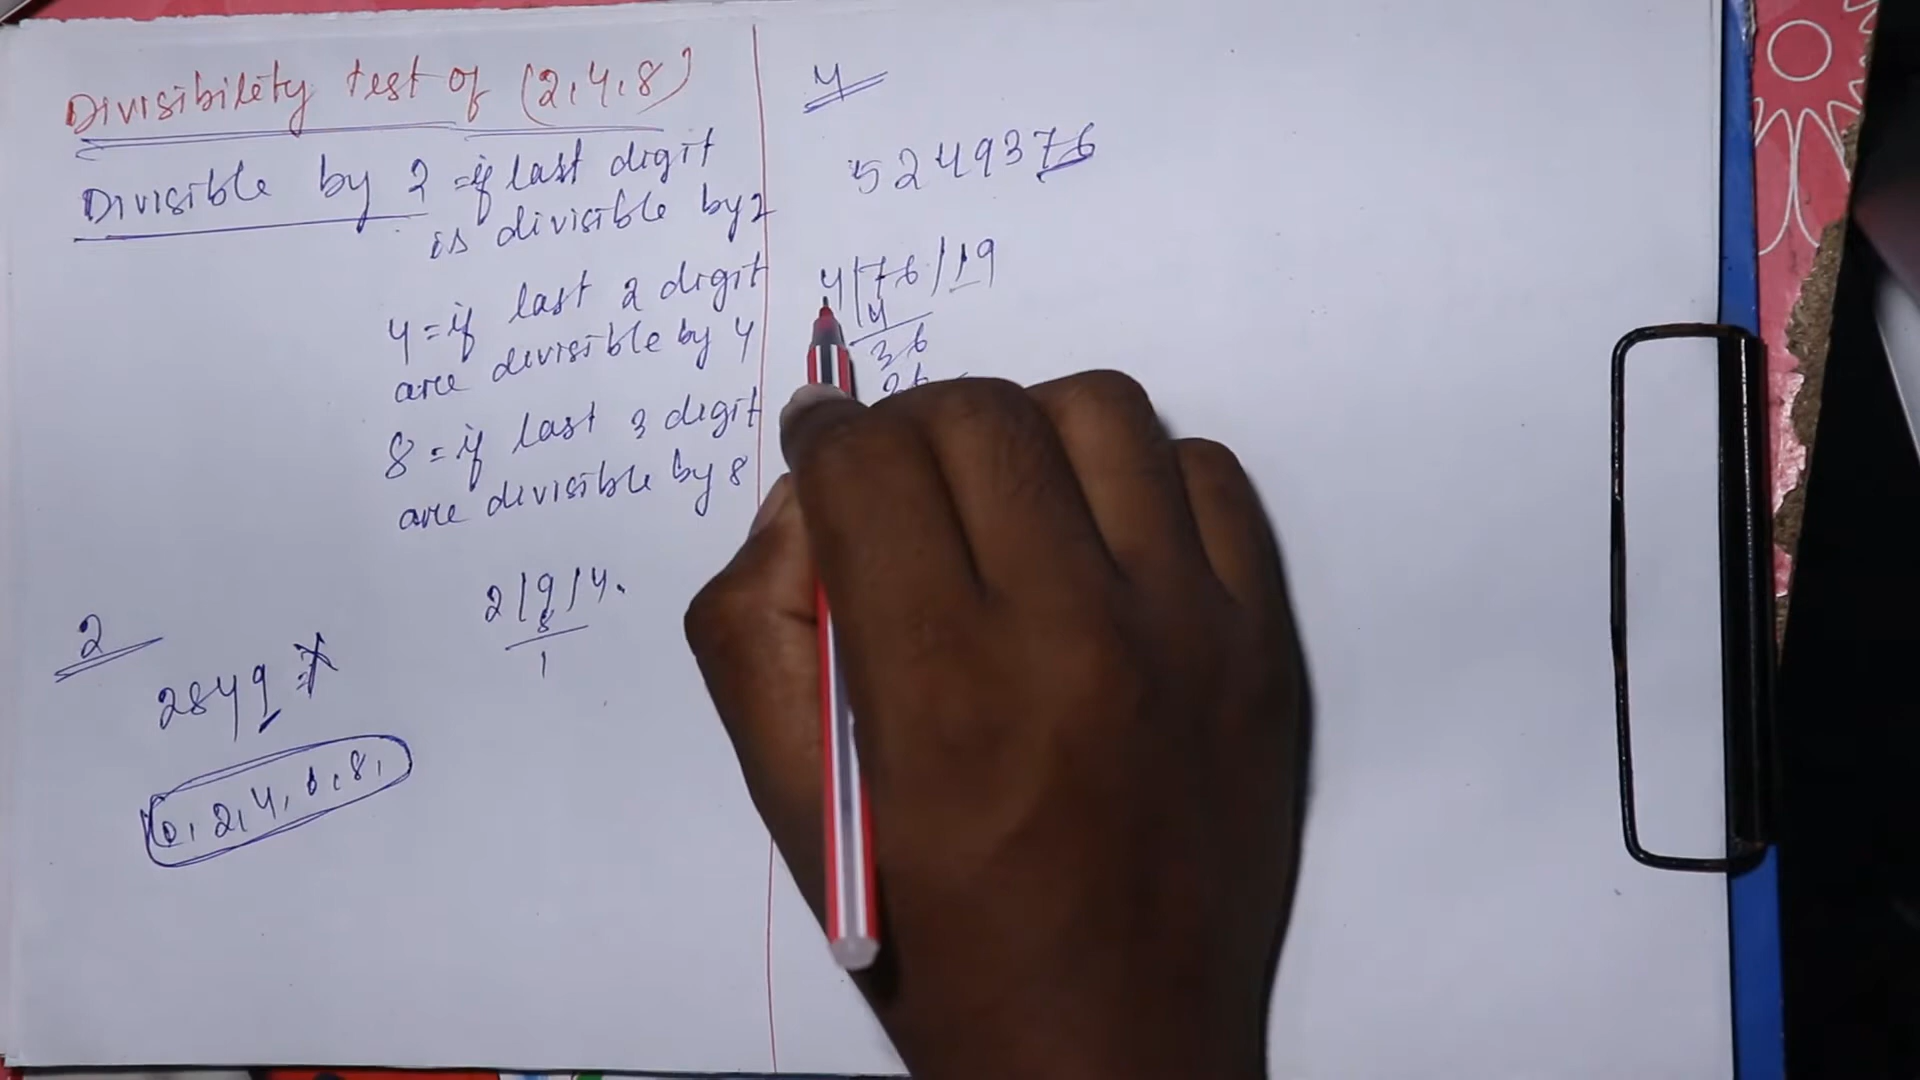 Divisibility test of (2,4,8)
Divisible by 2 = if last digit
is divisible by 2
4 = if last 2 digit
are divisible by 4
8 = if last 3 digit
are divisible by 8
2 | 9 | 4.
8
1
2
2849 =
0, 2, 4, 6, 8,
4
5249376
4 | 76 | 19
4
36
36